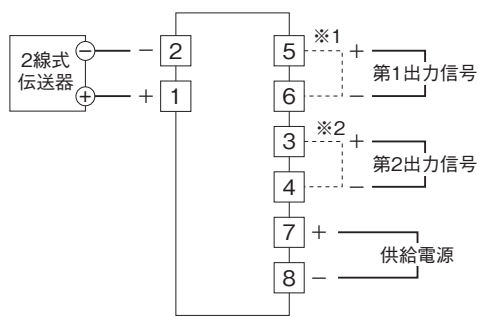 2線式
伝送器
− − 2
+ + 1
5 ※1 +
第1出力信号
6 −
3 ※2 +
第2出力信号
4 −
7 +
供給電源
8 −